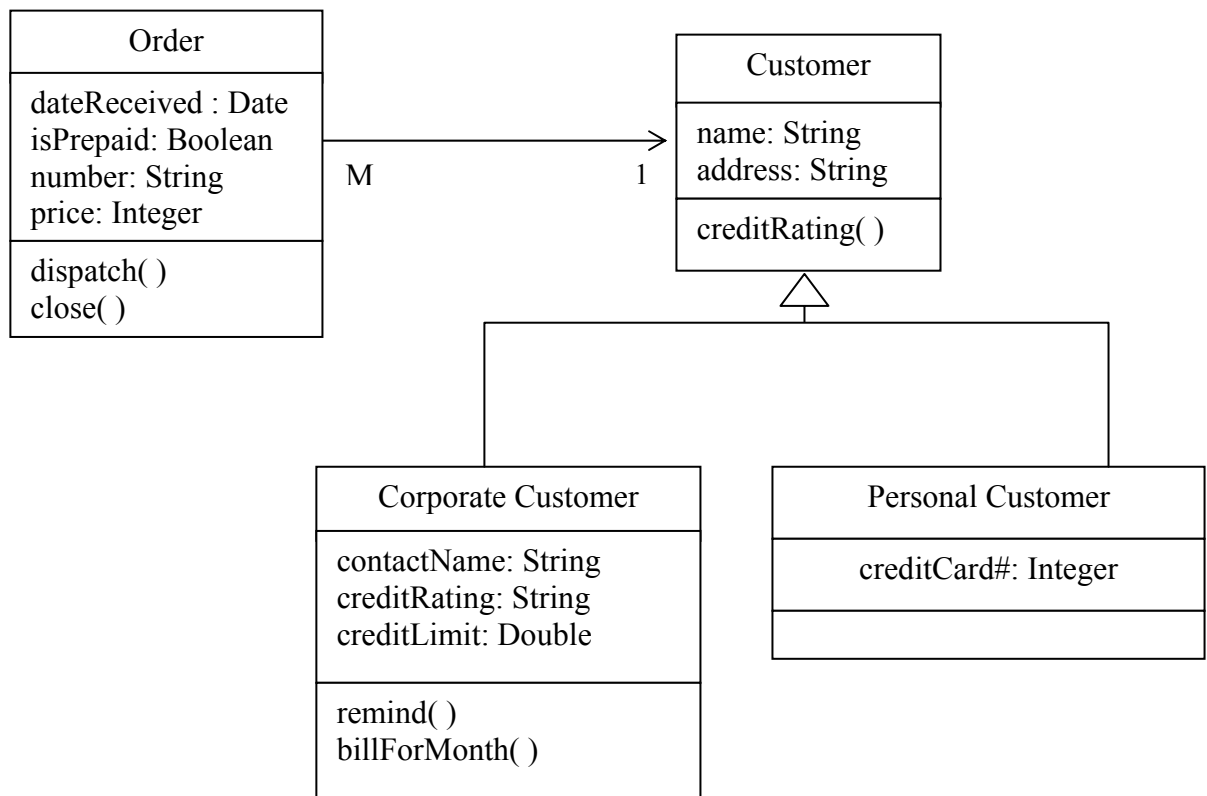 Order
dateReceived : Date
isPrepaid: Boolean
number: String
price: Integer
dispatch( )
close( )
M
1
Customer
name: String
address: String
creditRating( )
Corporate Customer
contactName: String
creditRating: String
creditLimit: Double
remind( )
billForMonth( )
Personal Customer
creditCard#: Integer